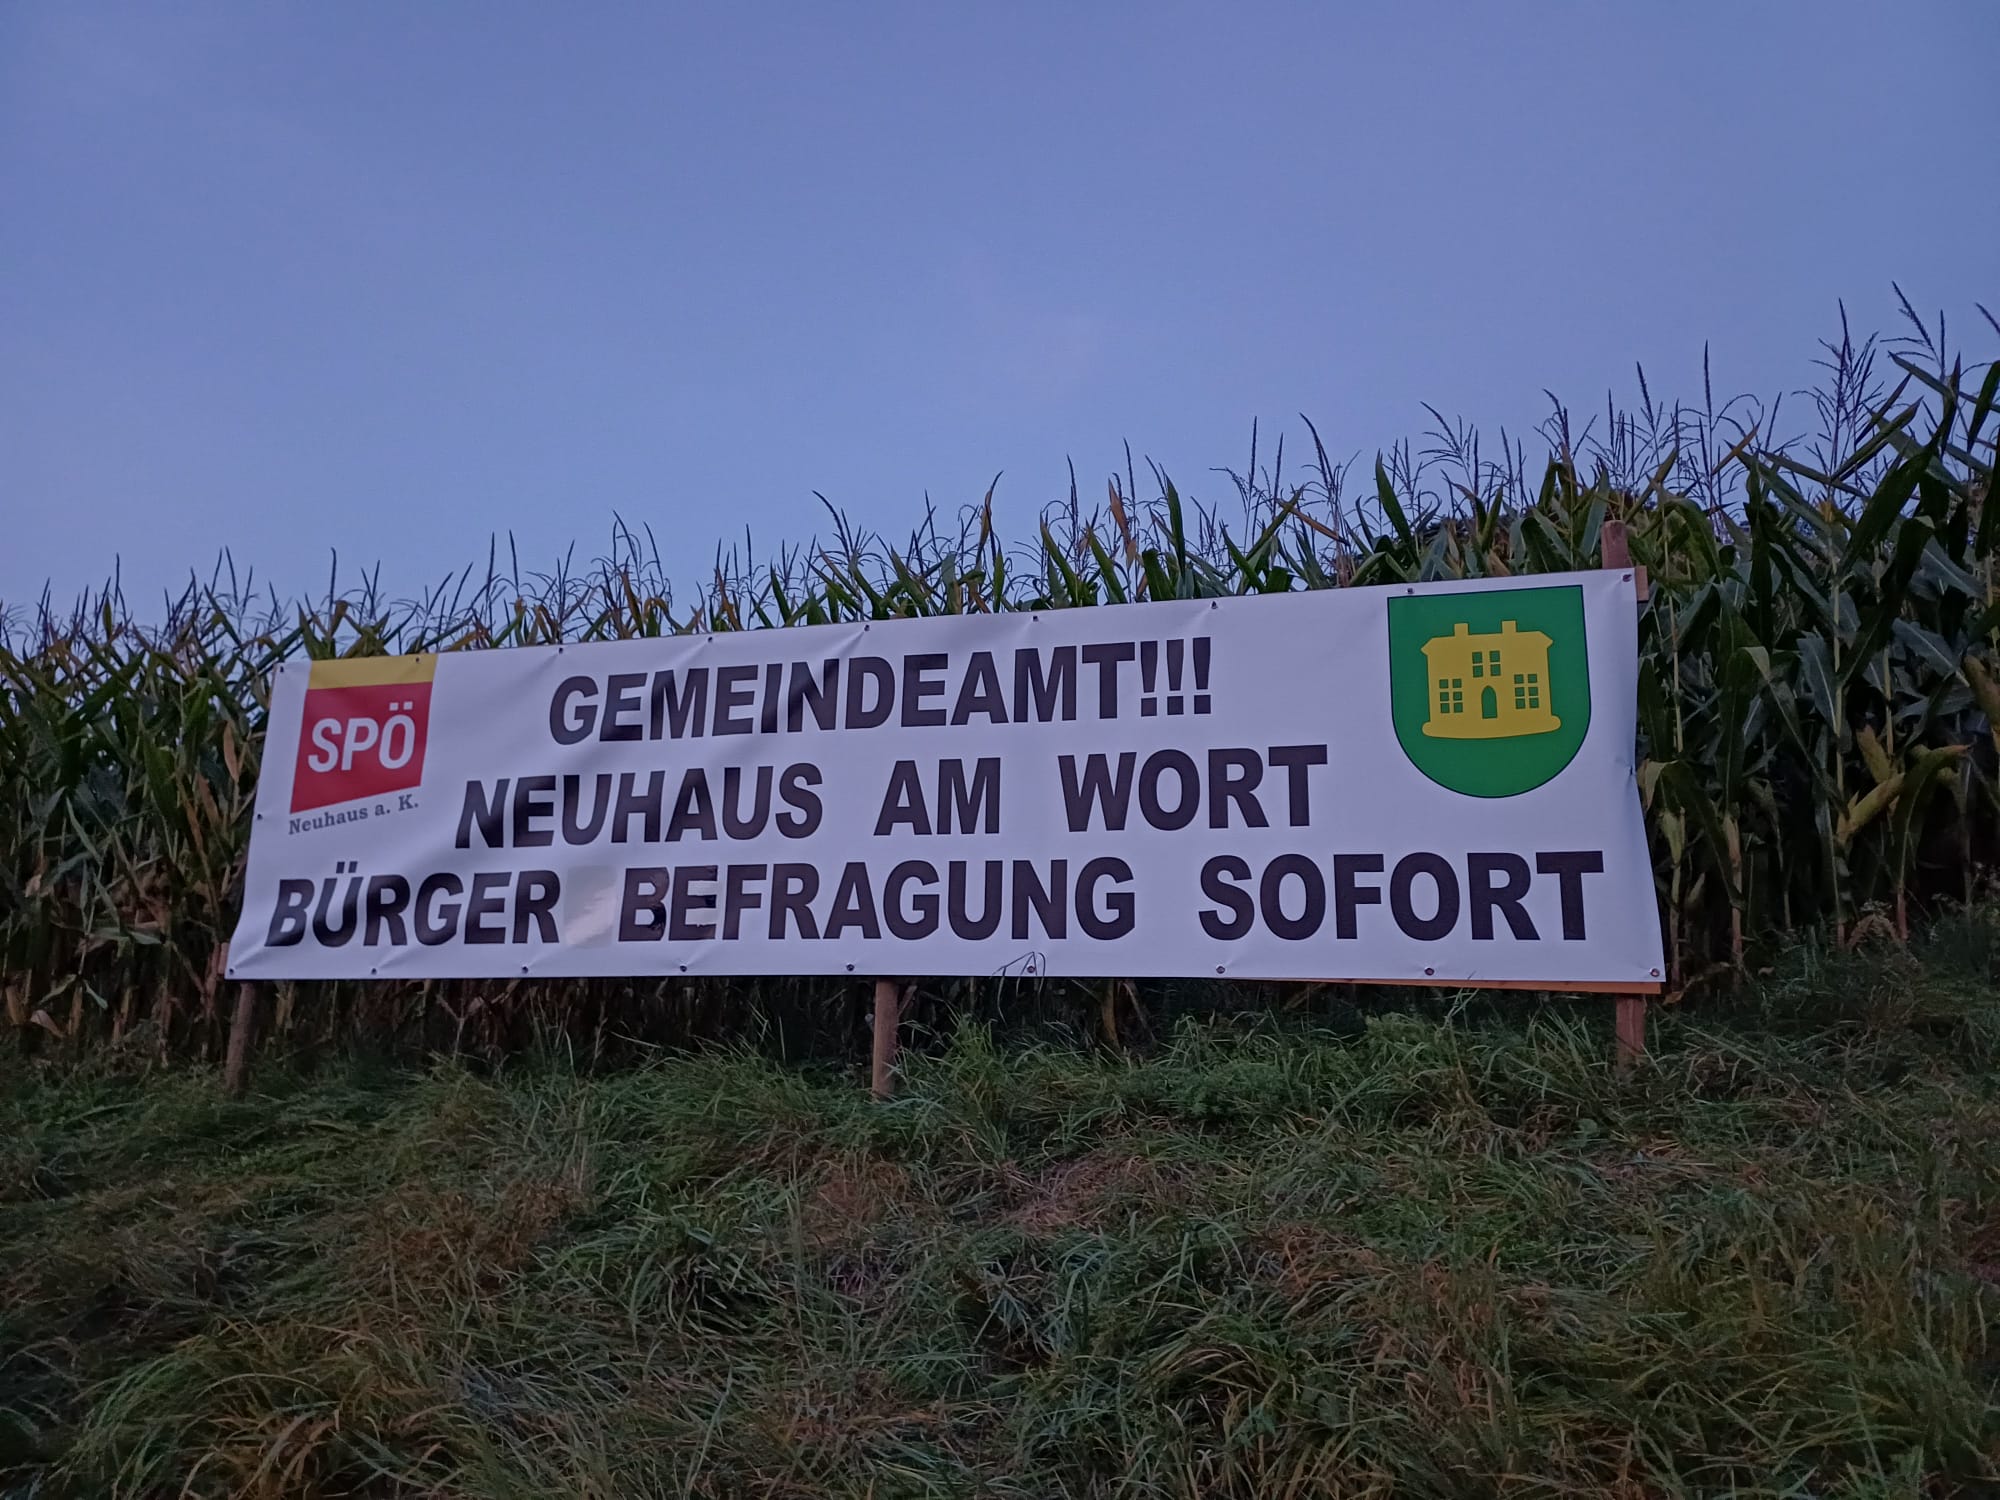 SPÖ
Neuhaus a. K.
GEMEINDEAMT!!!
NEUHAUS AM WORT
BÜRGER BEFRAGUNG SOFORT